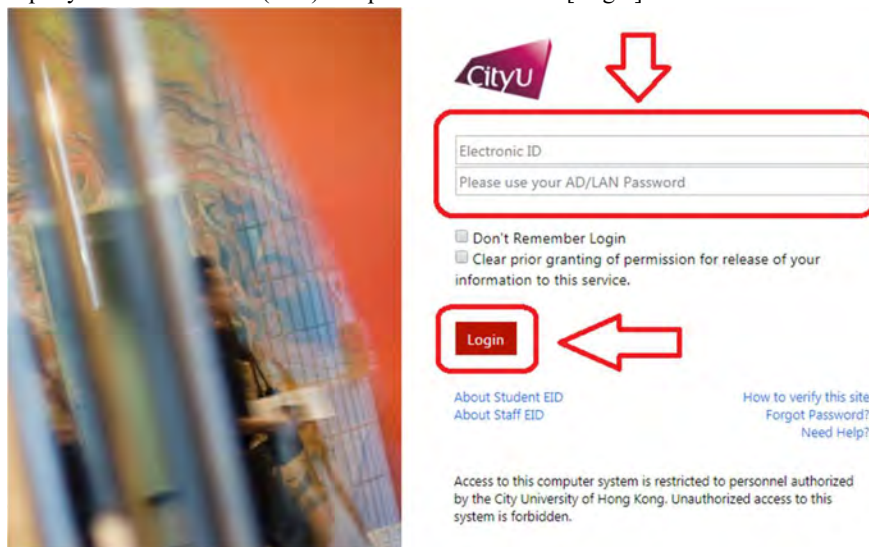 CityU
Electronic ID
Please use your AD/LAN Password
Don't Remember Login
Clear prior granting of permission for release of your
information to this service.
Login
About Student EID
How to verify this site
About Staff EID
Forgot Password?
Need Help?
Access to this computer system is restricted to personnel authorized
by the City University of Hong Kong. Unauthorized access to this
system is forbidden.